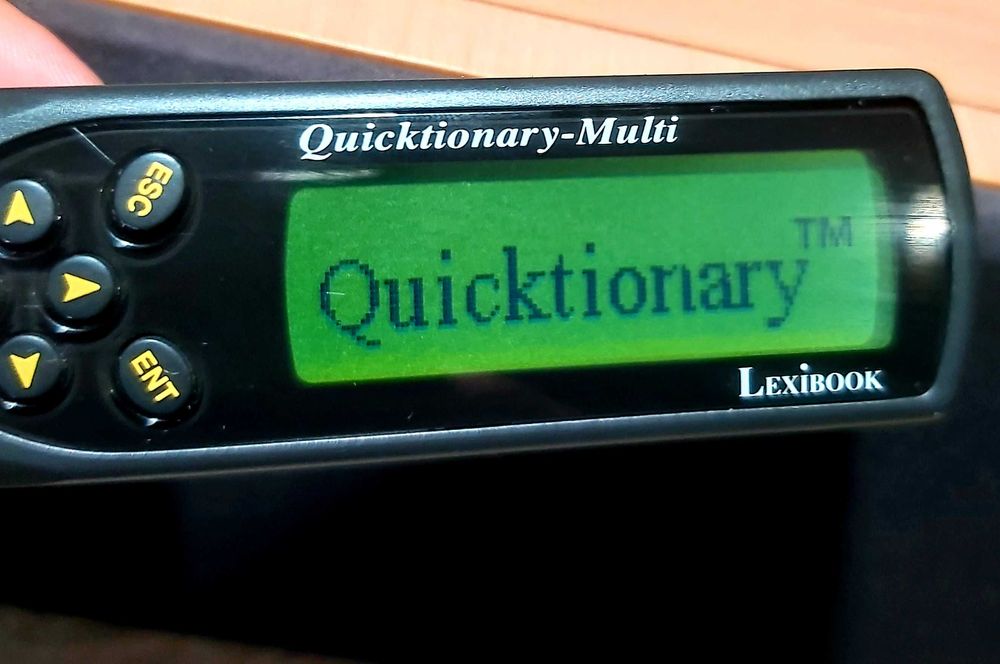 Quicktionary-Multi
ESC
Quicktionary™
ENT
LEXiBOOK